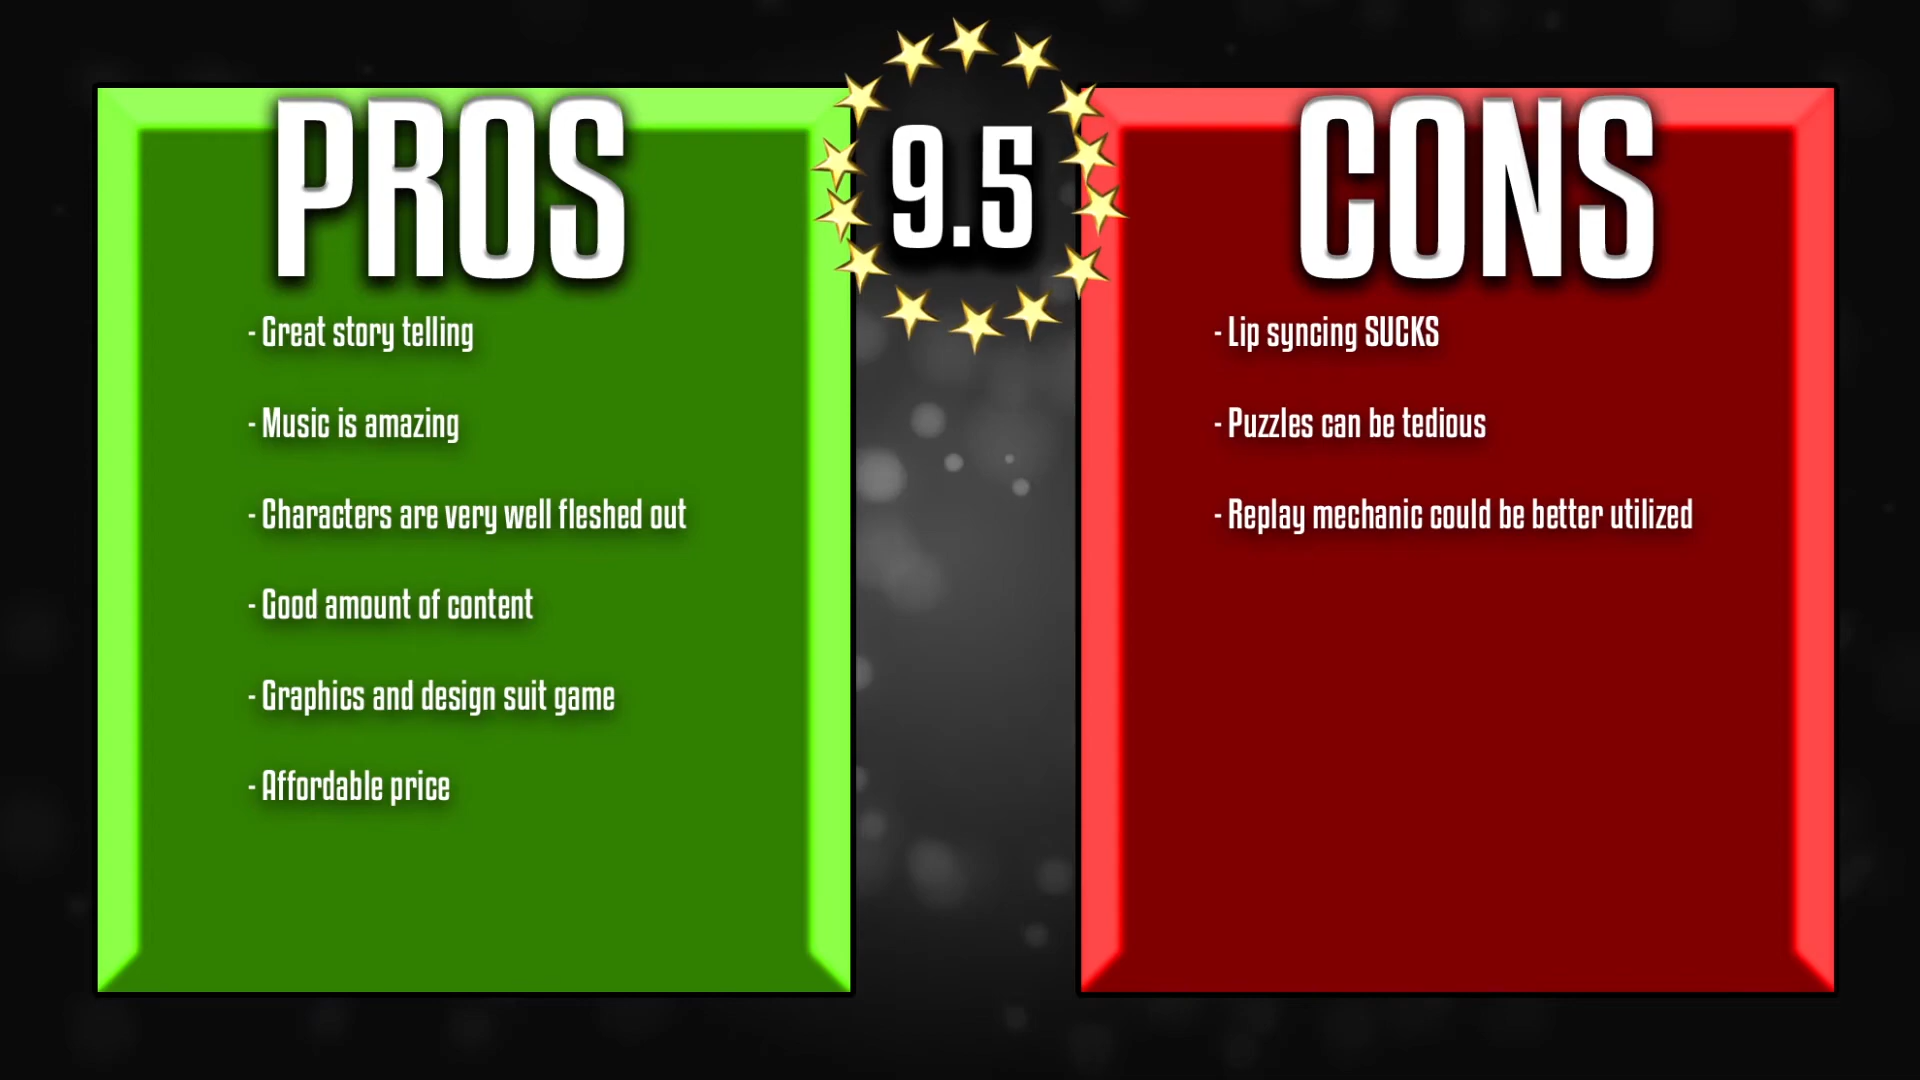 PROS
- Great story telling
- Music is amazing
- Characters are very well fleshed out
- Good amount of content
- Graphics and design suit game
- Affordable price
9.5
CONS
- Lip syncing SUCKS
- Puzzles can be tedious
- Replay mechanic could be better utilized